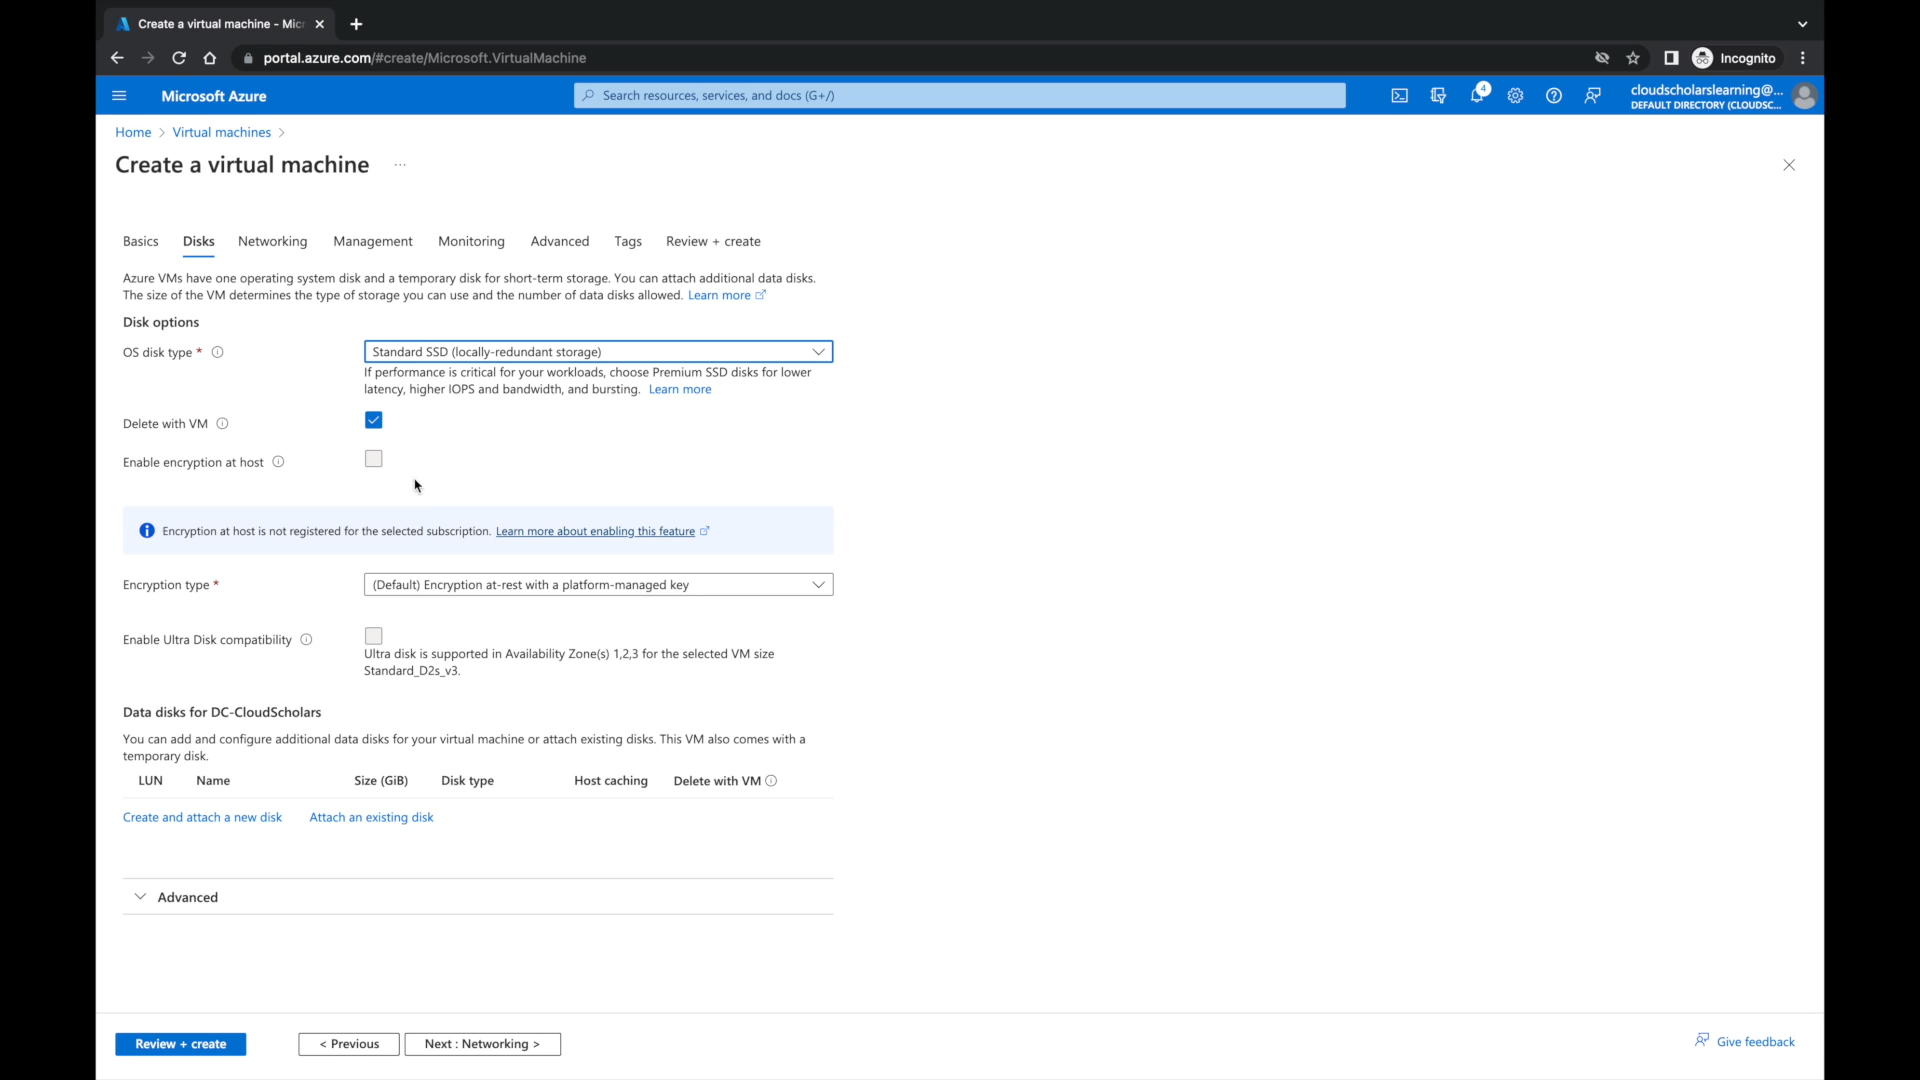 Create a virtual machine - Micr
portal.azure.com/#create/Microsoft.VirtualMachine
Incognito
Microsoft Azure
Search resources, services, and docs (G+/)
4
cloudscholarslearning@...
DEFAULT DIRECTORY (CLOUDSC...
Home > Virtual machines >
Create a virtual machine ...
Basics Disks Networking Management Monitoring Advanced Tags Review + create
Azure VMs have one operating system disk and a temporary disk for short-term storage. You can attach additional data disks.
The size of the VM determines the type of storage you can use and the number of data disks allowed. Learn more
Disk options
OS disk type *
Standard SSD (locally-redundant storage)
If performance is critical for your workloads, choose Premium SSD disks for lower
latency, higher IOPS and bandwidth, and bursting. Learn more
Delete with VM
Enable encryption at host
Encryption at host is not registered for the selected subscription. Learn more about enabling this feature
Encryption type *
(Default) Encryption at-rest with a platform-managed key
Enable Ultra Disk compatibility
Ultra disk is supported in Availability Zone(s) 1,2,3 for the selected VM size
Standard_D2s_v3.
Data disks for DC-CloudScholars
You can add and configure additional data disks for your virtual machine or attach existing disks. This VM also comes with a
temporary disk.
LUN Name Size (GiB) Disk type Host caching Delete with VM
Create and attach a new disk Attach an existing disk
Advanced
Review + create < Previous Next : Networking > Give feedback